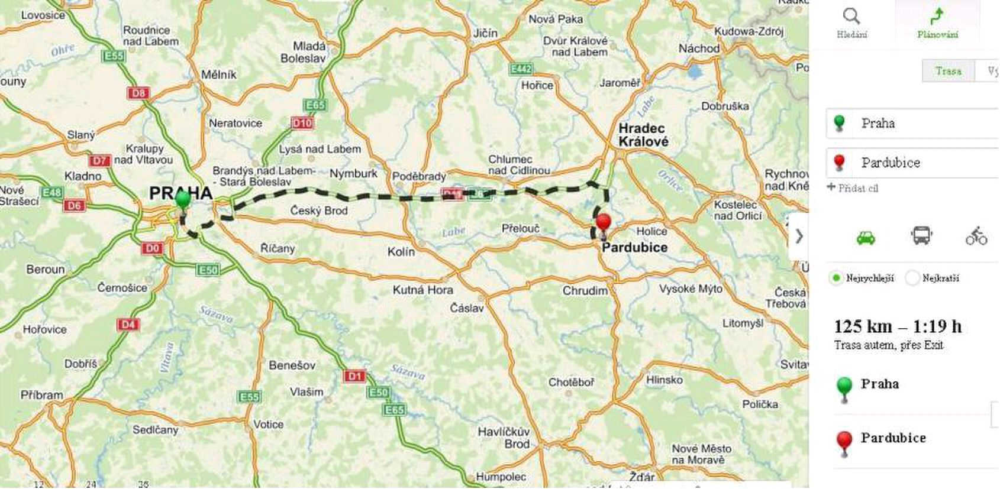 Lovosice
Roudnice
nad Labem
Ohře
E55
Mladá
Boleslav
Jičín
Nová Paka
Dvůr Králové
nad Labem
Kudowa-Zdrój
Náchod
E442
Hořice
Jaroměř
Mělník
D8
E65
D10
Labe
Dobruška
Neratovice
Slaný
Kralupy
nad Vltavou
D7
Kladno
Lysá nad Labem
Brandýs nad Labem-
- Stará Boleslav
Nymburk
Poděbrady
Chlumec
nad Cidlinou
Hradec
Králové
Orlice
Rychnov
nad Kně
Nové
Strašecí
E48
D6
PRAHA
Český Brod
Kostelec
nad Orlicí
Labe
Přelouč
Holice
Pardubice
D0
Říčany
Kolín
Beroun
E50
Černošice
Kutná Hora
Chrudim
Vysoké Mýto
Čáslav
Česká
Třebová
Sázava
D4
Hořovice
Litomyšl
Vltava
Dobříš
Benešov
D1
Sázava
Svitav
Hlinsko
Chotěboř
Vlašim
E50
E55
E65
Příbram
Polička
Sedlčany
Votice
Havlíčkův
Brod
Nové Město
na Moravě
Humpolec
Žďár
12 24 36
Hledání
Plánování
Trasa
Vý
Praha
Pardubice
+ Přidat cíl
Nejrychlejší
Nejkratší
125 km – 1:19 h
Trasa autem, přes Exit
Praha
Pardubice